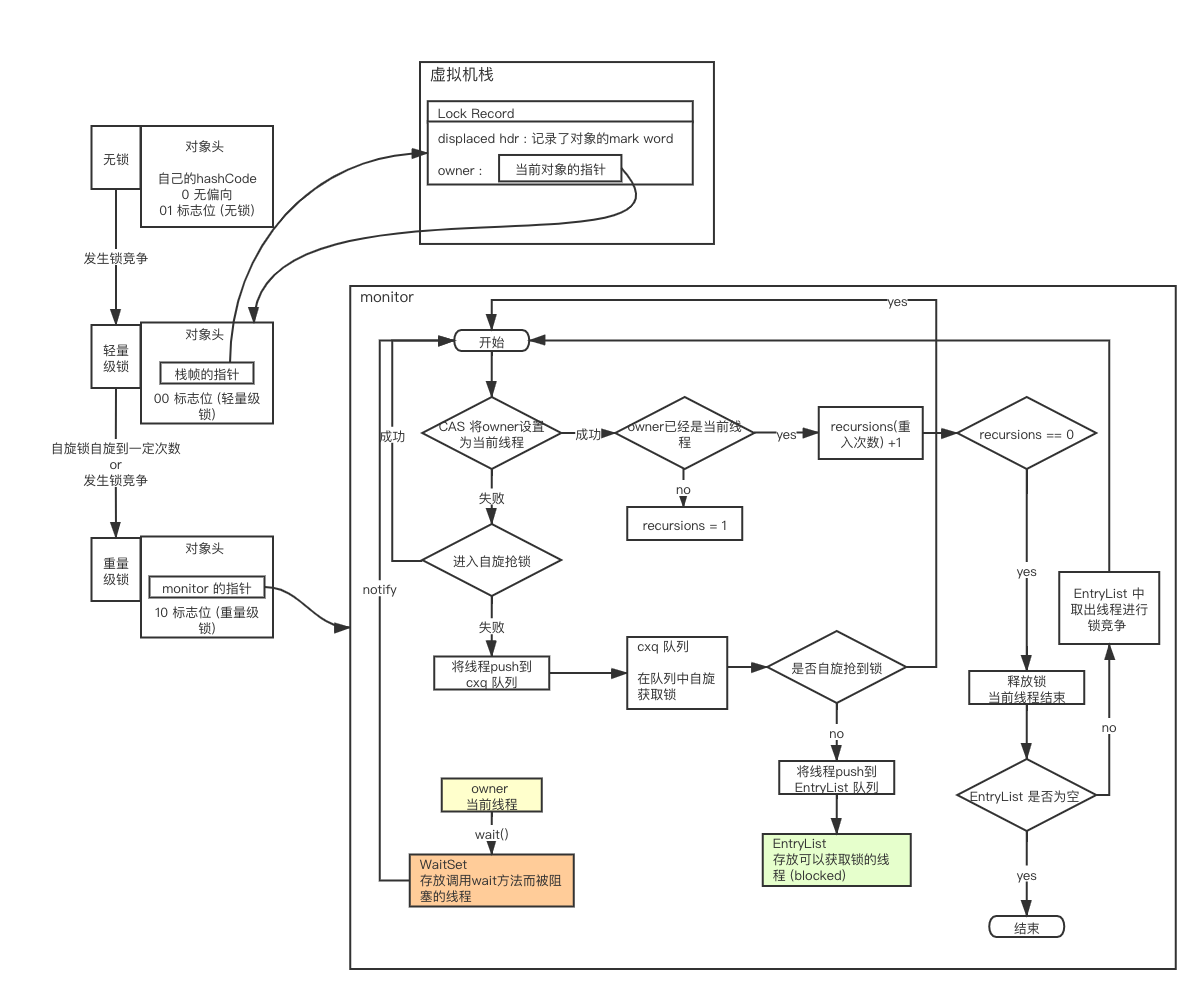 虚拟机栈
Lock Record
displaced hdr : 记录了对象的mark word
owner :
当前对象的指针
无锁
对象头
自己的hashCode
0 无偏向
01 标志位 (无锁)
发生锁竞争
轻量
级锁
对象头
栈帧的指针
00 标志位 (轻量级
锁)
自旋锁自旋到一定次数
or
发生锁竞争
重量
级锁
对象头
monitor 的指针
10 标志位 (重量级
锁)
monitor
yes
开始
成功
CAS 将owner设置
为当前线程
成功
owner已经是当前线
程
yes
recursions(重
入次数) +1
recursions == 0
失败
no
recursions = 1
进入自旋抢锁
notify
yes
EntryList 中
取出线程进行
锁竞争
失败
将线程push到
cxq 队列
cxq 队列
在队列中自旋
获取锁
是否自旋抢到锁
释放锁
当前线程结束
no
no
将线程push到
EntryList 队列
EntryList 是否为空
owner
当前线程
wait()
WaitSet
存放调用wait方法而被阻
塞的线程
EntryList
存放可以获取锁的线
程 (blocked)
yes
结束